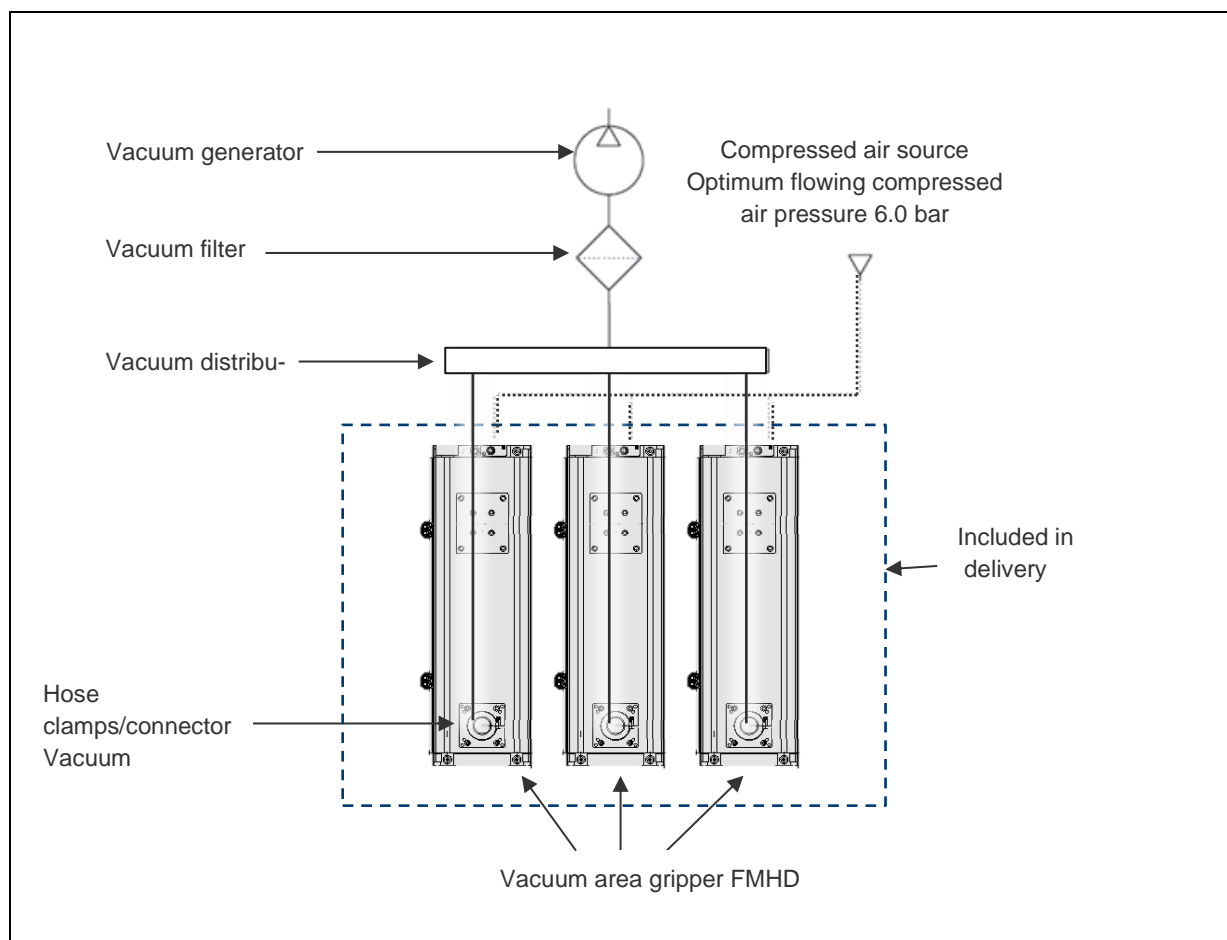 Vacuum generator
Compressed air source
Optimum flowing compressed
air pressure 6.0 bar
Vacuum filter
Vacuum distribu-
Included in
delivery
Hose
clamps/connector
Vacuum
Vacuum area gripper FMHD